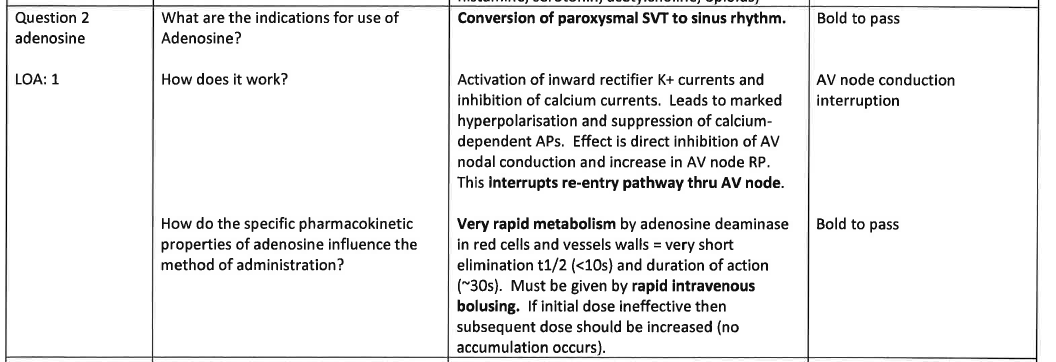 Question 2
adenosine
What are the indications for use of
Adenosine?
Conversion of paroxysmal SVT to sinus rhythm.
Bold to pass
LOA: 1
How does it work?
Activation of inward rectifier K+ currents and
inhibition of calcium currents. Leads to marked
hyperpolarisation and suppression of calcium-
dependent APs. Effect is direct inhibition of AV
nodal conduction and increase in AV node RP.
This interrupts re-entry pathway thru AV node.
AV node conduction
interruption
How do the specific pharmacokinetic
properties of adenosine influence the
method of administration?
Very rapid metabolism by adenosine deaminase
in red cells and vessels walls = very short
elimination t1/2 (<10s) and duration of action
(~30s). Must be given by rapid intravenous
bolusing. If initial dose ineffective then
subsequent dose should be increased (no
accumulation occurs).
Bold to pass